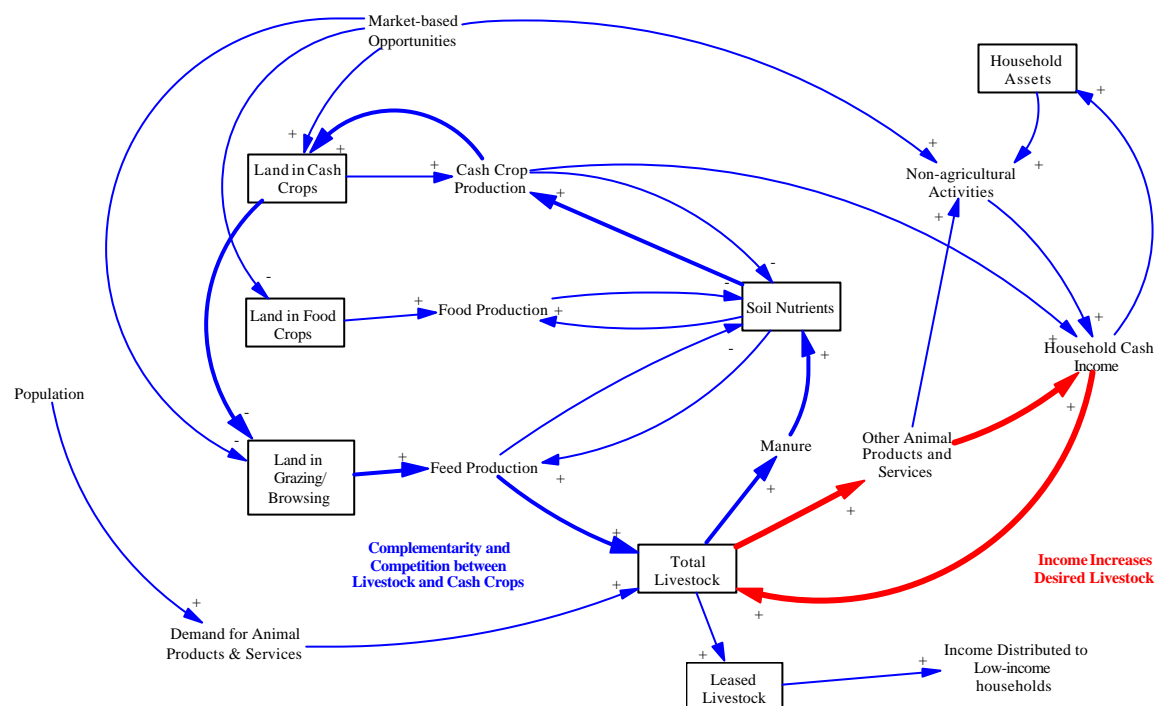 Market-based
Opportunities
Household
Assets
+
+
+
+
+
+
+
Land in Cash
Crops
+
Cash Crop
Production
+
Non-agricultural
Activities
+
-
-
-
Land in Food
Crops
+
Food Production
+
-
Soil Nutrients
+
+
Household Cash
Income
+
-
Population
-
-
+
Manure
Other Animal
Products and
Services
Land in
Grazing/
Browsing
+
Feed Production
+
+
+
+
Complementarity and
Competition between
Livestock and Cash Crops
Total
Livestock
Income Increases
Desired Livestock
+
+
+
Demand for Animal
Products & Services
+
Leased
Livestock
+
Income Distributed to
Low-income
households